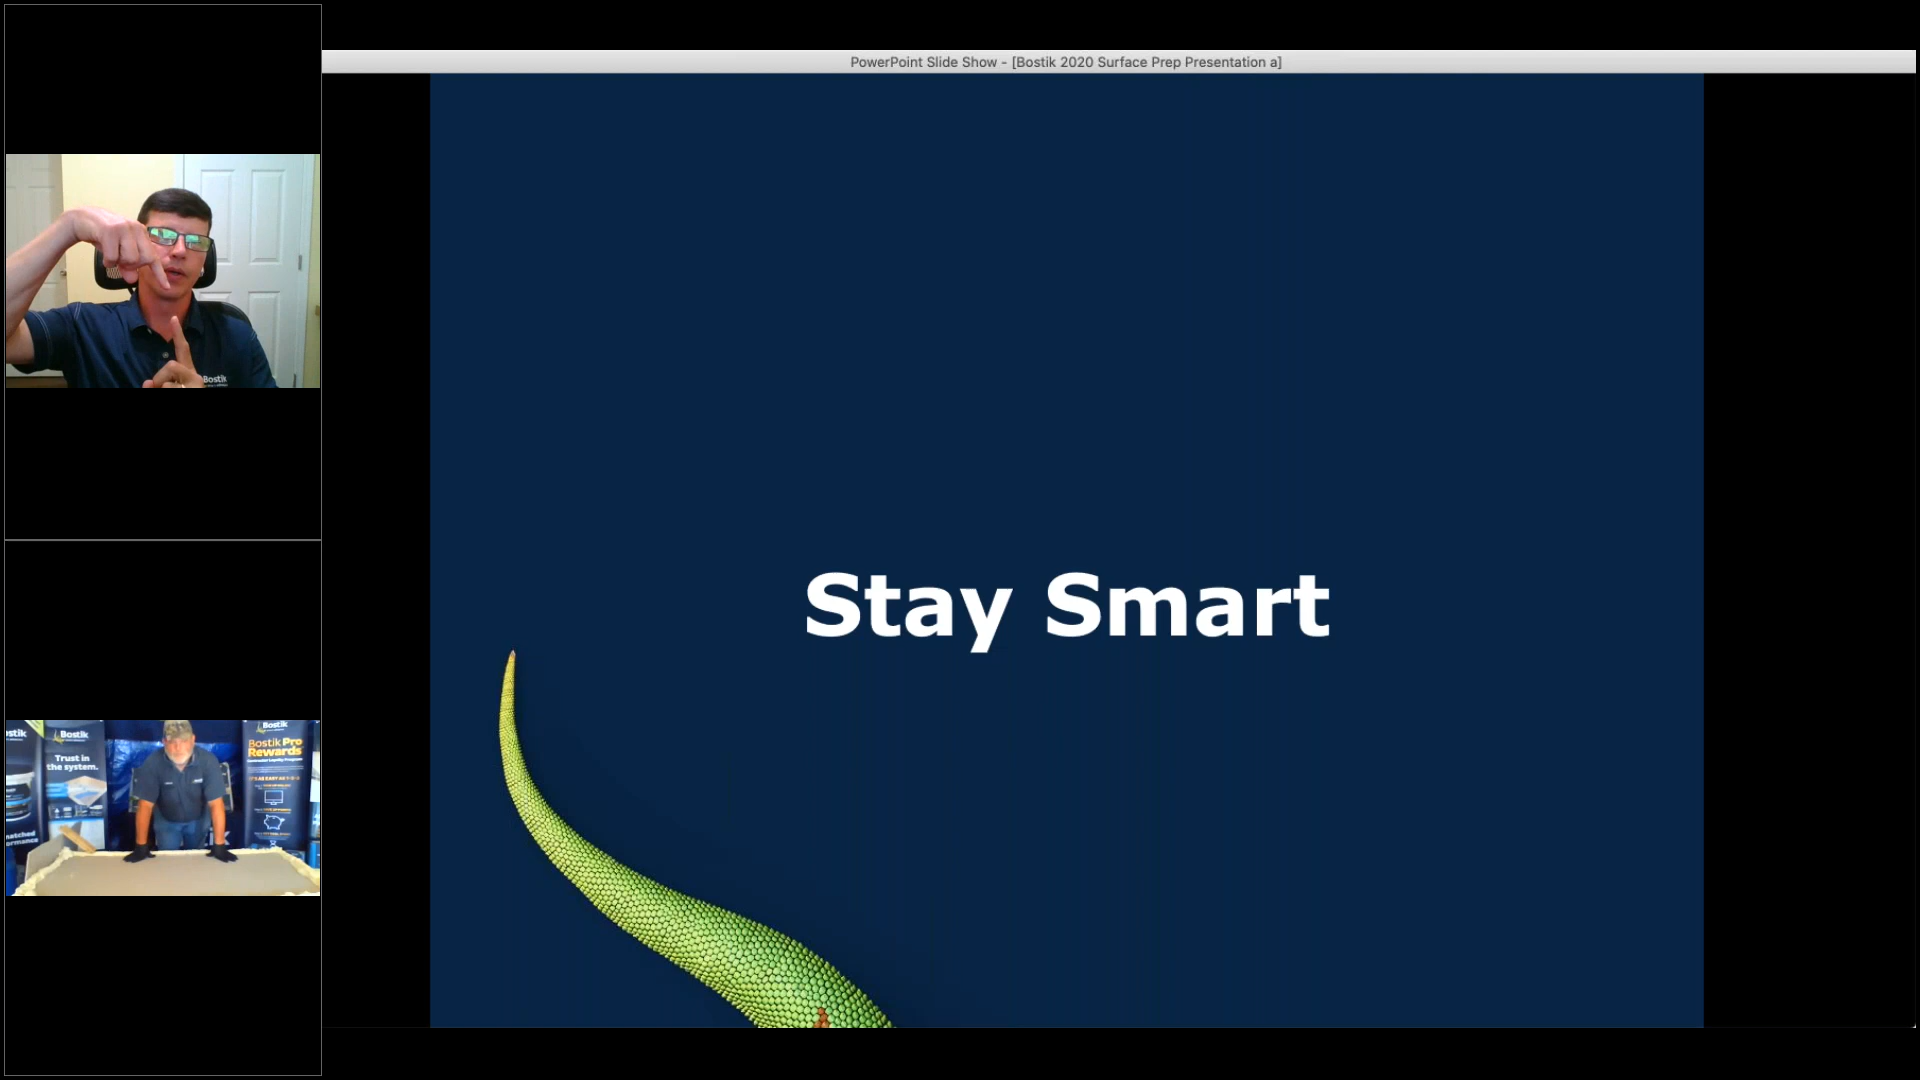 PowerPoint Slide Show - [Bostik 2020 Surface Prep Presentation a]
Stay Smart
Bostik
Bostik
Trust in
the system.
Bostik
Bostik Pro
Rewards